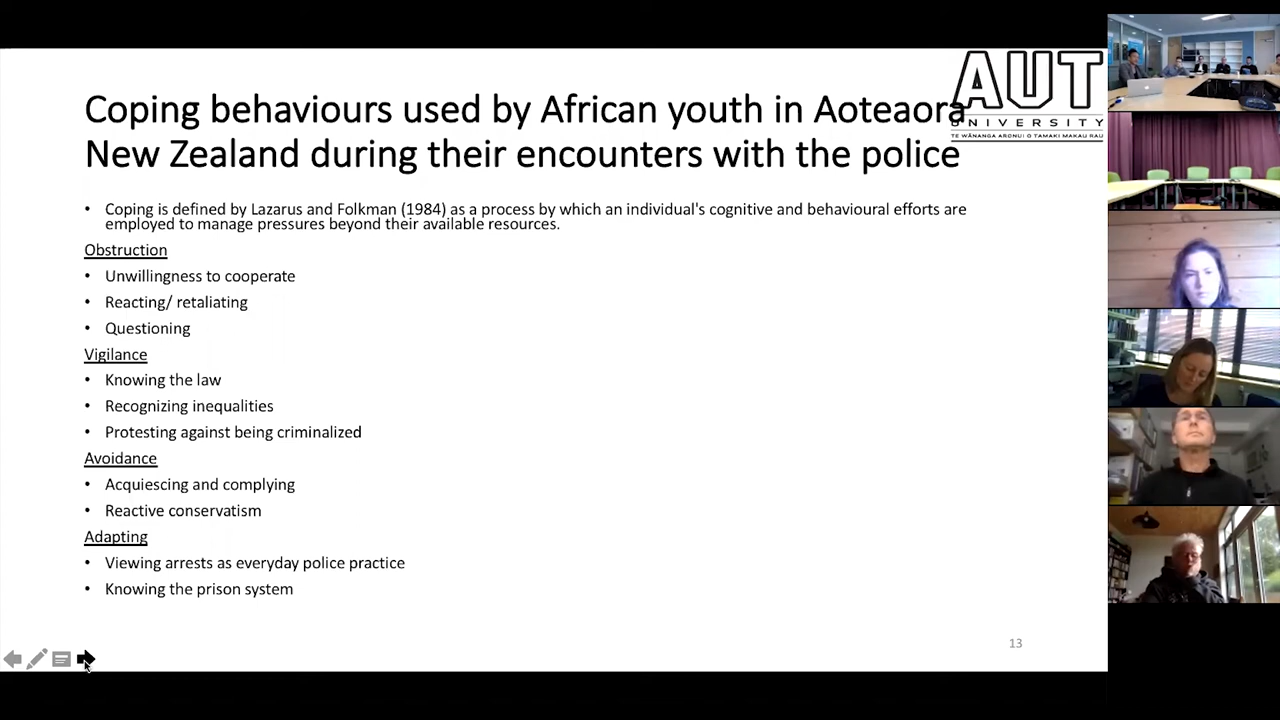 Coping behaviours used by African youth in Aoteaora
New Zealand during their encounters with the police
AUT
UNIVERSITY
TE WĀNANGA ARONUI O TAMAKI MAKAU RAU
• Coping is defined by Lazarus and Folkman (1984) as a process by which an individual's cognitive and behavioural efforts are
employed to manage pressures beyond their available resources.
Obstruction
• Unwillingness to cooperate
• Reacting/ retaliating
• Questioning
Vigilance
• Knowing the law
• Recognizing inequalities
• Protesting against being criminalized
Avoidance
• Acquiescing and complying
• Reactive conservatism
Adapting
• Viewing arrests as everyday police practice
• Knowing the prison system
13